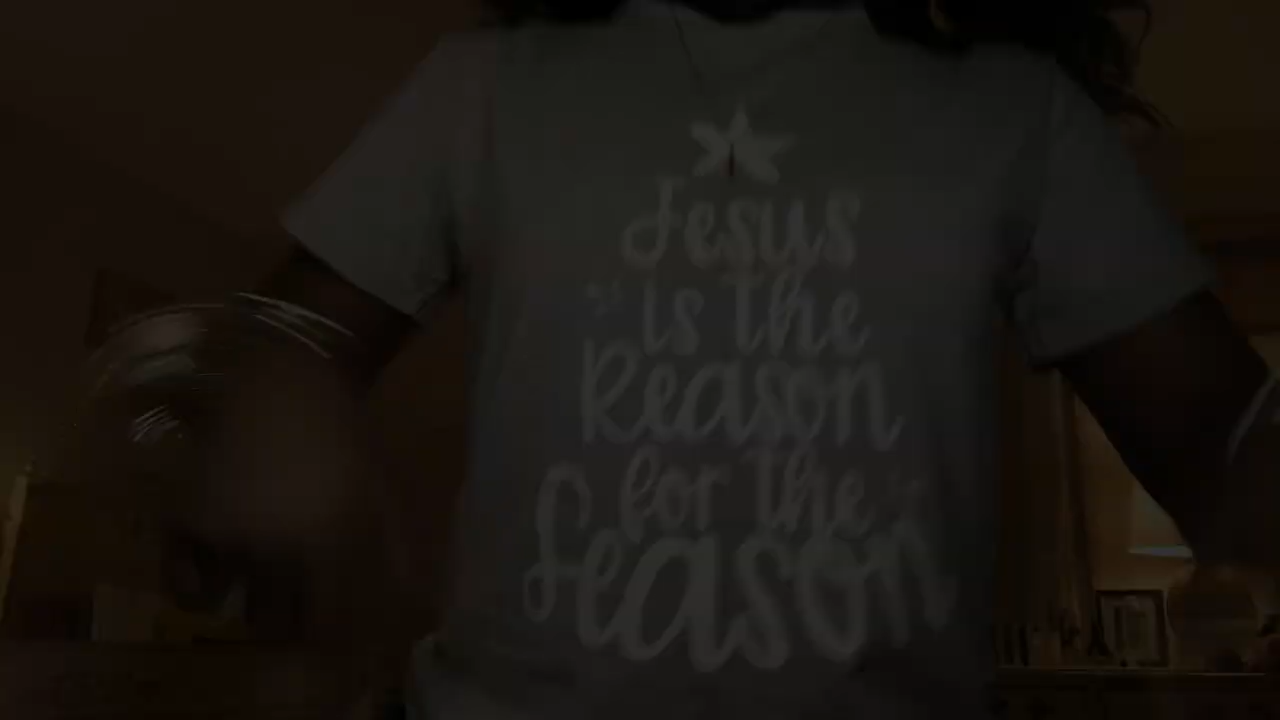 Jesus
is the
Reason
for the
Season